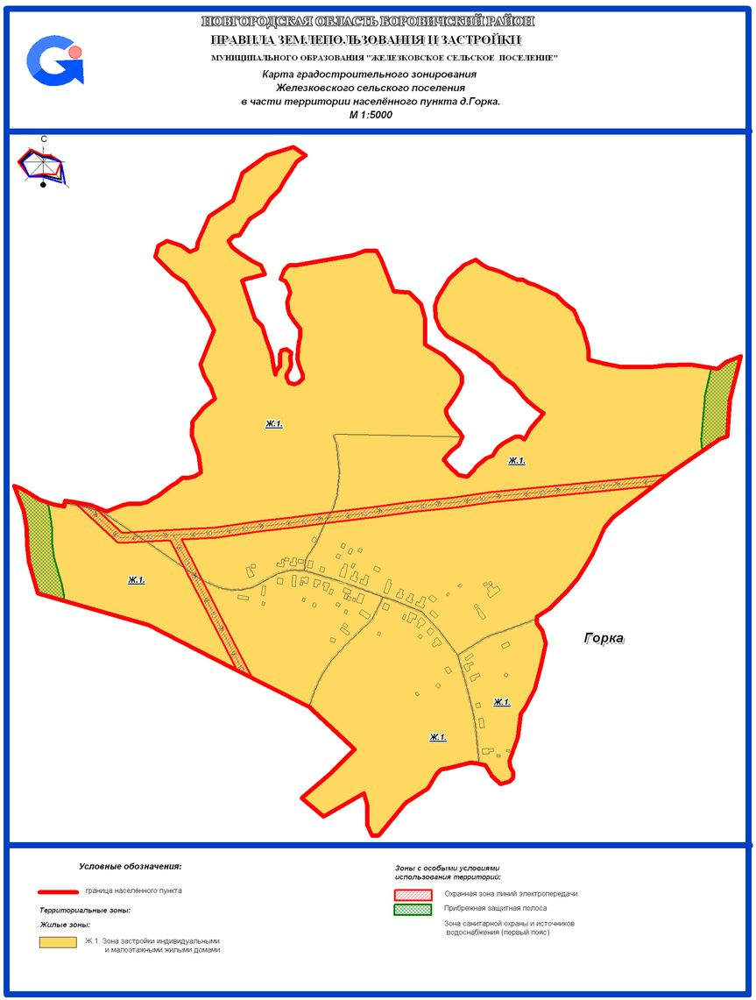 НОВГОРОДСКАЯ ОБЛАСТЬ БОРОВИЧСКИЙ РАЙОН
ПРАВИЛА ЗЕМЛЕПОЛЬЗОВАНИЯ И ЗАСТРОЙКИ
МУНИЦИПАЛЬНОГО ОБРАЗОВАНИЯ "ЖЕЛЕЗКОВСКОЕ СЕЛЬСКОЕ ПОСЕЛЕНИЕ"
Карта градостроительного зонирования
Железковского сельского поселения
в части территории населённого пункта д.Горка.
М 1:5000
С
Ж.1.
Ж.1.
Ж.1.
Горка
Ж.1.
Ж.1.
Условные обозначения:
граница населённого пункта
Территориальные зоны:
Жилые зоны:
Ж.1. Зона застройки индивидуальными
и малоэтажными жилыми домами
Зоны с особыми условиями
использования территорий:
Охранная зона линий электропередачи
Прибрежная защитная полоса
Зона санитарной охраны и источников
водоснабжения (первый пояс)